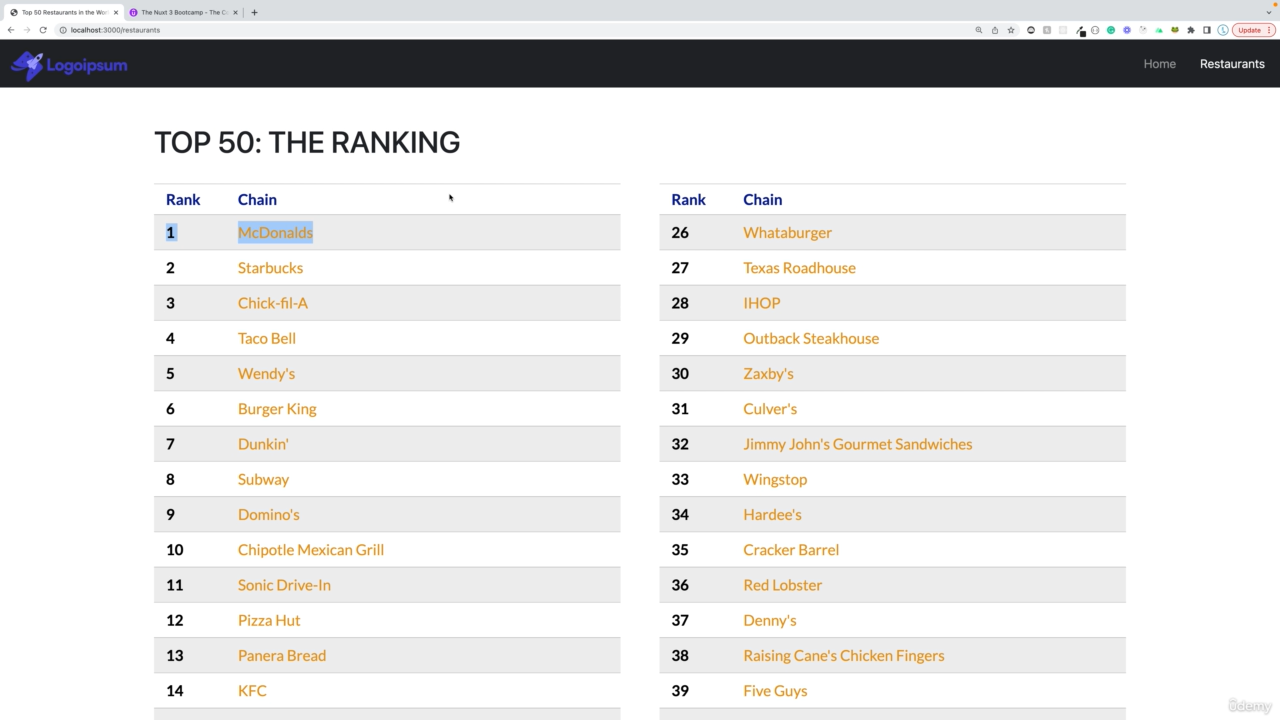 Top 50 Restaurants in the Wor
The Nuxt 3 Bootcamp - The C
localhost:3000/restaurants
Update
Logoipsum
Home
Restaurants
TOP 50: THE RANKING
Rank Chain
1 McDonalds
2 Starbucks
3 Chick-fil-A
4 Taco Bell
5 Wendy's
6 Burger King
7 Dunkin'
8 Subway
9 Domino's
10 Chipotle Mexican Grill
11 Sonic Drive-In
12 Pizza Hut
13 Panera Bread
14 KFC
Rank Chain
26 Whataburger
27 Texas Roadhouse
28 IHOP
29 Outback Steakhouse
30 Zaxby's
31 Culver's
32 Jimmy John's Gourmet Sandwiches
33 Wingstop
34 Hardee's
35 Cracker Barrel
36 Red Lobster
37 Denny's
38 Raising Cane's Chicken Fingers
39 Five Guys
ûdemy